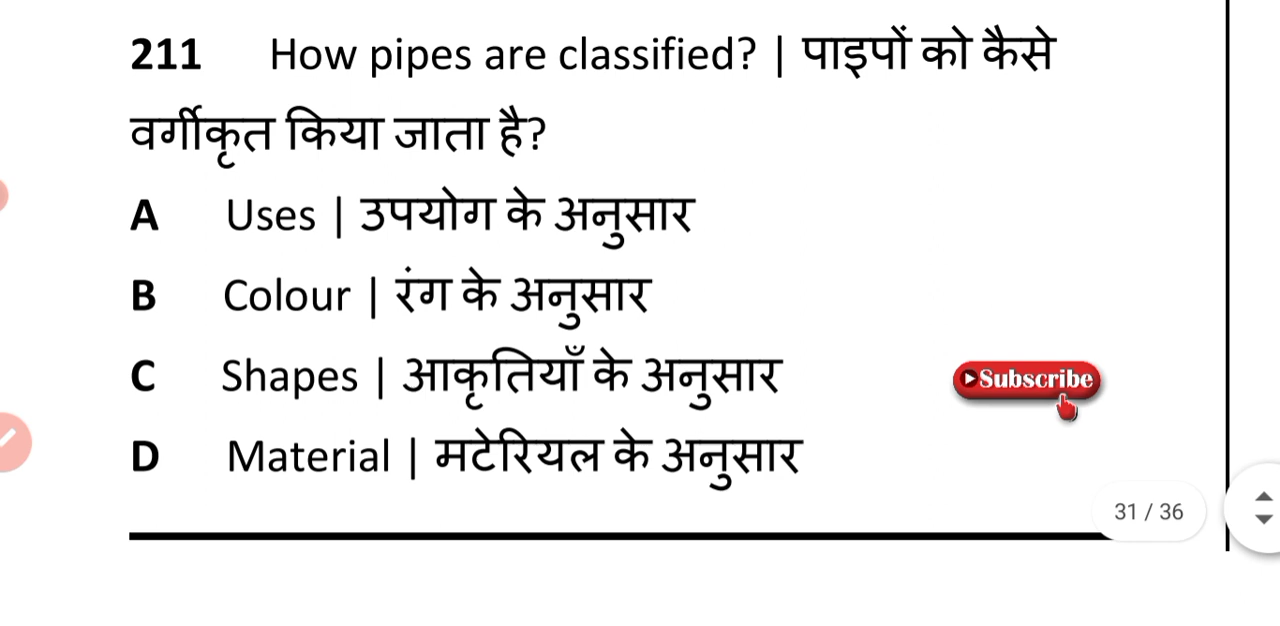 211 How pipes are classified? | पाइपों को कैसे
वर्गीकृत किया जाता है?
A Uses | उपयोग के अनुसार
B Colour | रंग के अनुसार
C Shapes | आकृतियाँ के अनुसार
Subscribe
D Material | मटेरियल के अनुसार
31 / 36